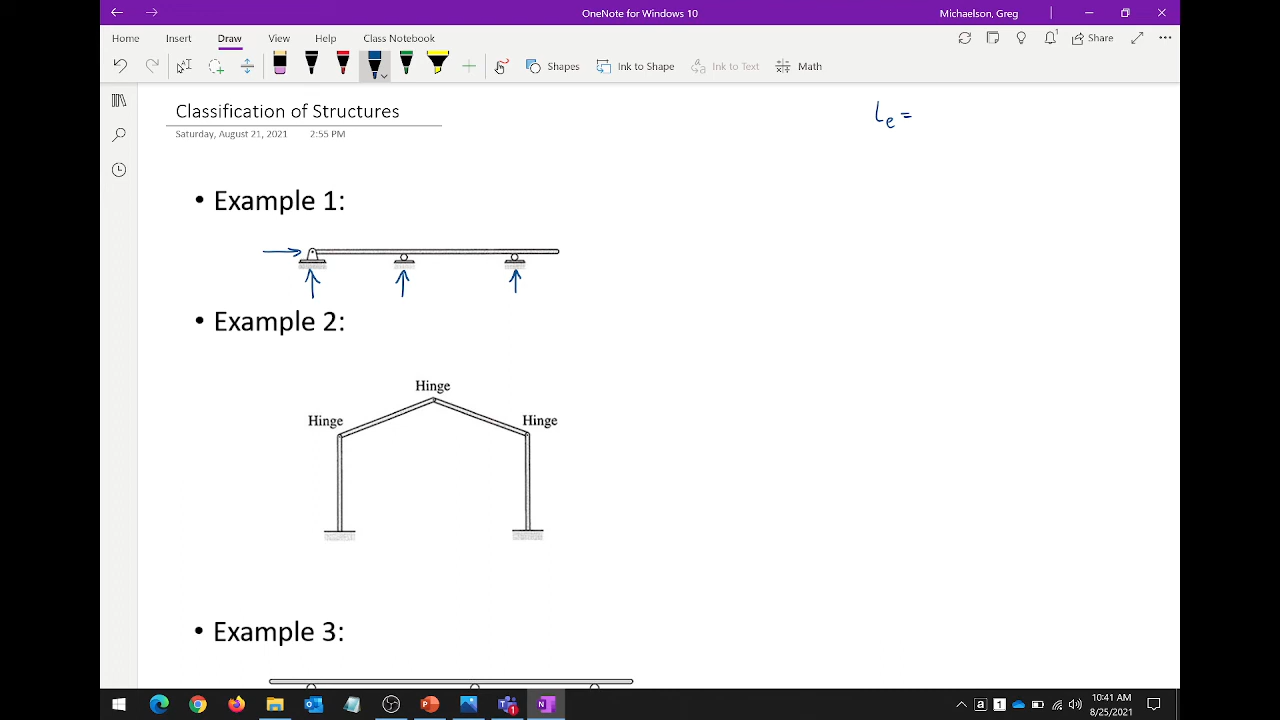 OneNote for Windows 10
Michaelson, Greg
Home Insert Draw View Help Class Notebook
Share
Shapes Ink to Shape Ink to Text Math
Classification of Structures
Saturday, August 21, 2021 2:55 PM
Le =
• Example 1:
• Example 2:
Hinge
Hinge
Hinge
• Example 3:
10:41 AM
8/25/2021